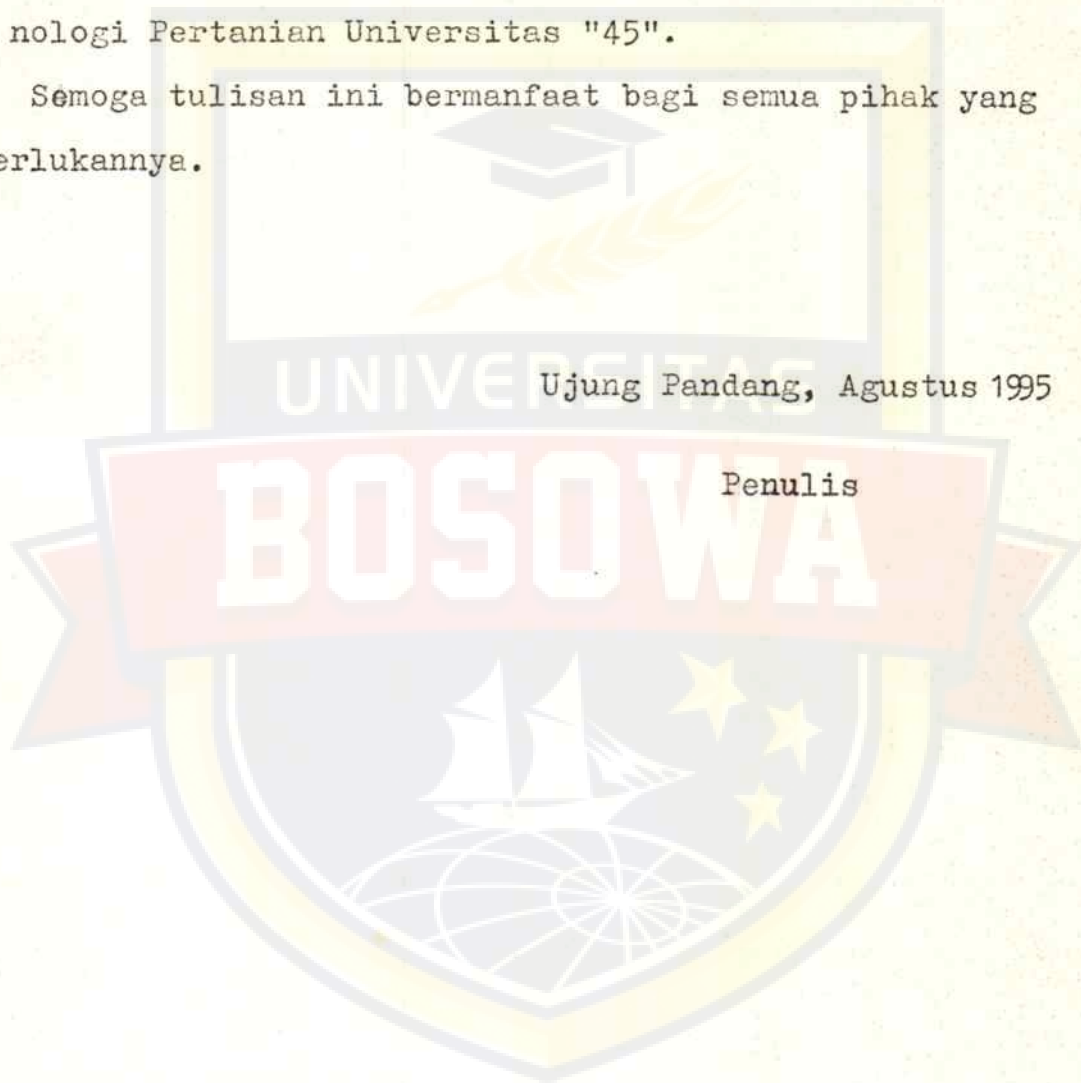 nologi Pertanian Universitas "45".
Semoga tulisan ini bermanfaat bagi semua pihak yang
erlukannya.
UNIVERSITAS
Ujung Pandang, Agustus 1995
BOSOWA
Penulis